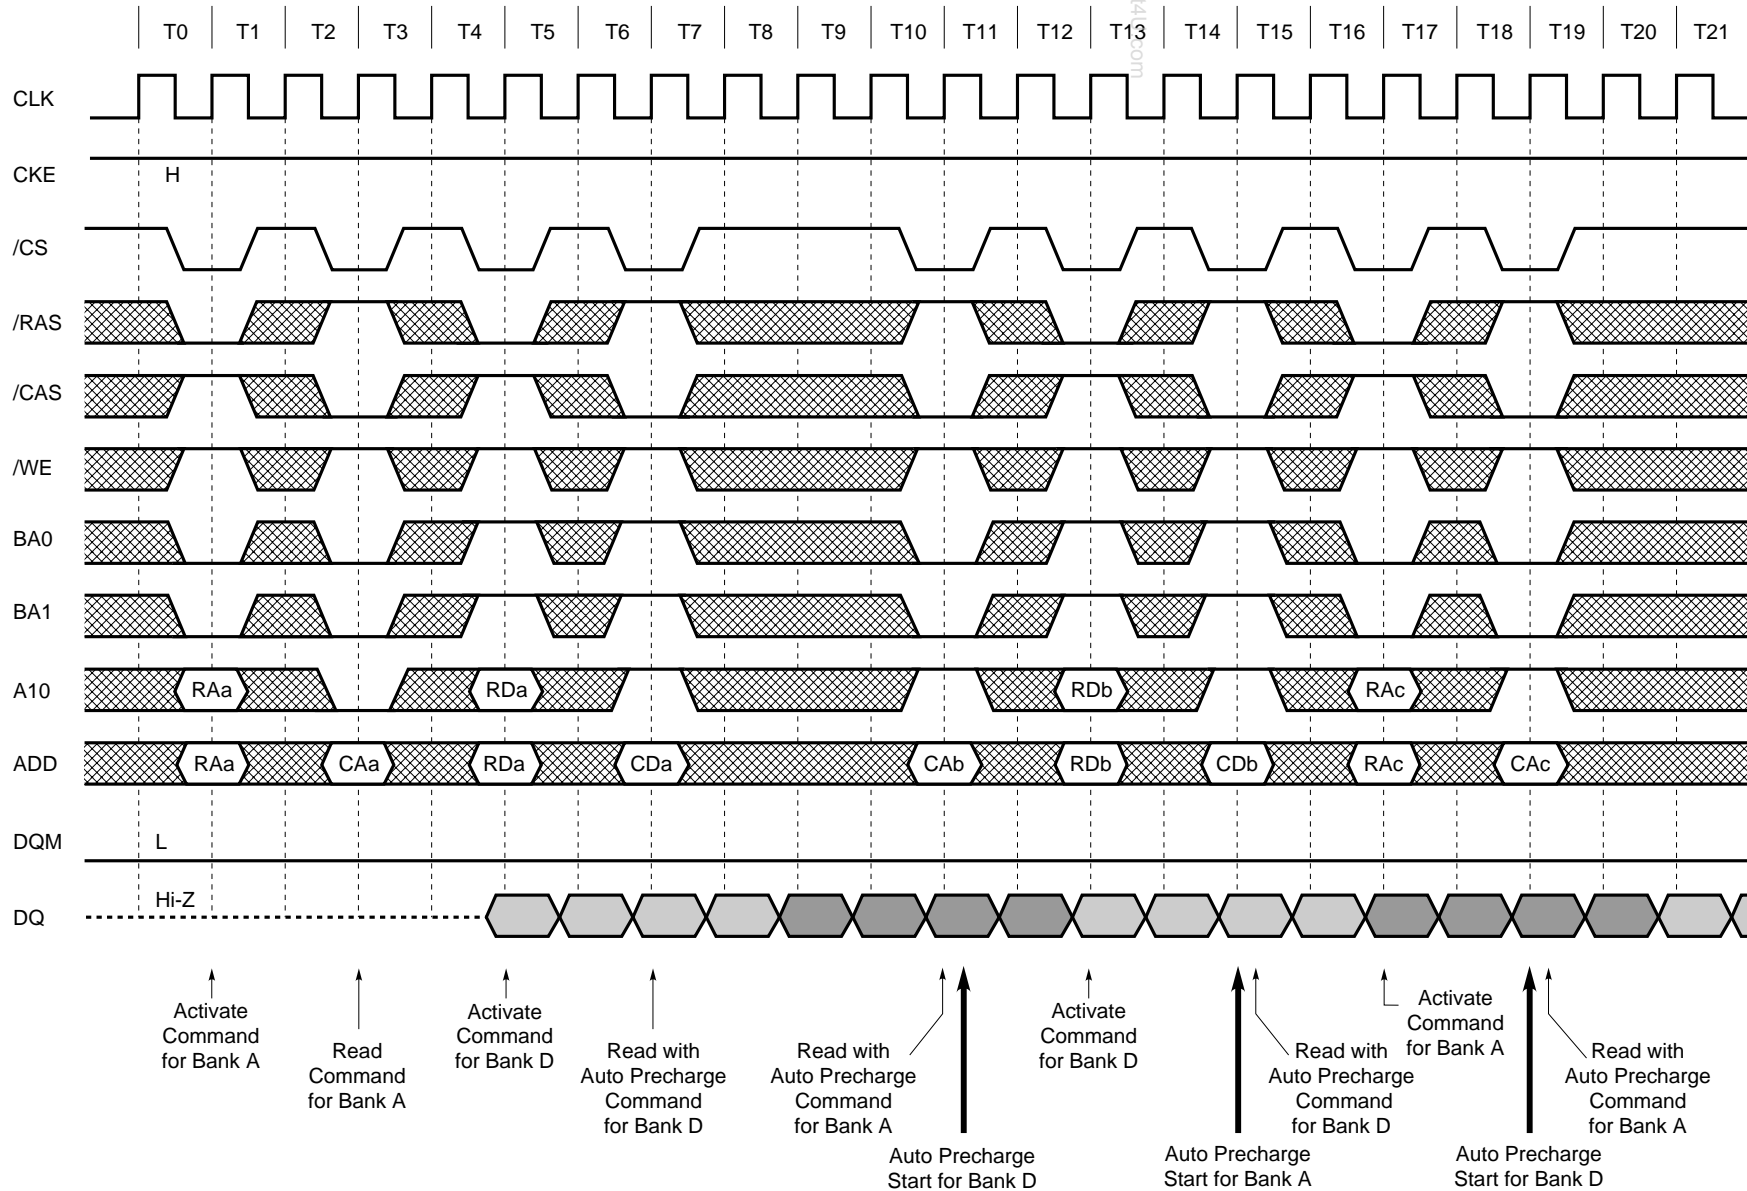 T0 T1 T2 T3 T4 T5 T6 T7 T8 T9 T10 T11 T12 T13 T14 T15 T16 T17 T18 T19 T20 T21
CLK
CKE H
/CS
/RAS
/CAS
/WE
BA0
BA1
A10 RAa RDa RDb RAc
ADD RAa CAa RDa CDa CAb RDb CDb RAc CAc
DQM L
DQ Hi-Z
Activate
Command
for Bank A
Read
Command
for Bank A
Activate
Command
for Bank D
Read with
Auto Precharge
Command
for Bank D
Read with
Auto Precharge
Command
for Bank A
Auto Precharge
Start for Bank D
Activate
Command
for Bank D
Auto Precharge
Start for Bank A
Read with
Auto Precharge
Command
for Bank D
Activate
Command
for Bank A
Auto Precharge
Start for Bank D
Read with
Auto Precharge
Command
for Bank A